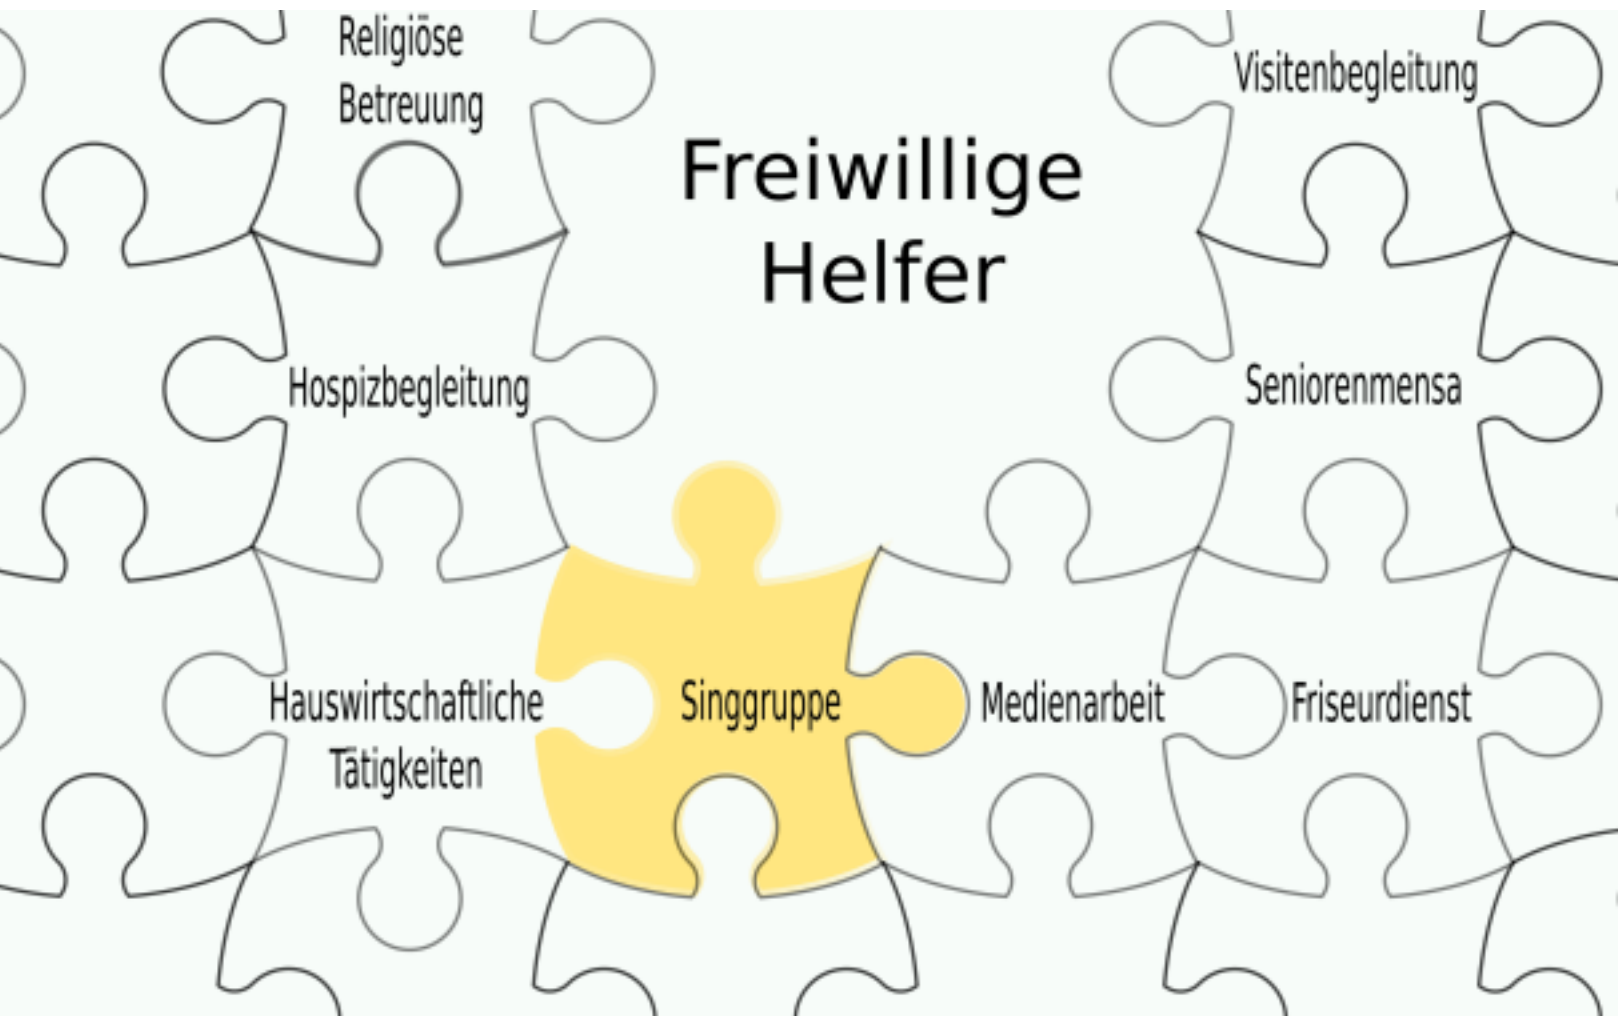 Religiöse
Betreuung
Freiwillige
Helfer
Visitenbegleitung
Hospizbegleitung
Seniorenmensa
Hauswirtschaftliche
Tätigkeiten
Singgruppe
Medienarbeit
Friseurdienst